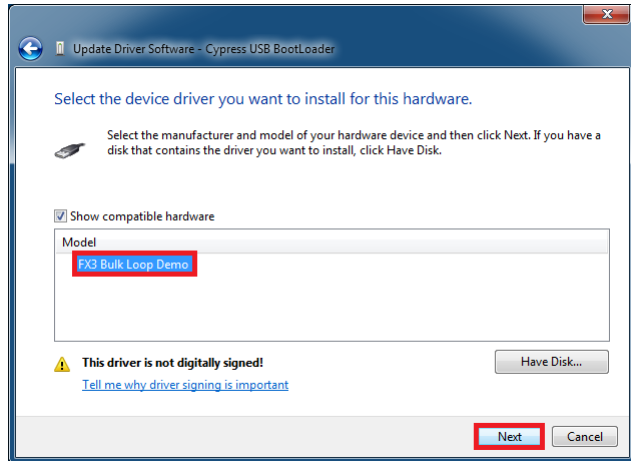 Update Driver Software - Cypress USB BootLoader
Select the device driver you want to install for this hardware.
Select the manufacturer and model of your hardware device and then click Next. If you have a
disk that contains the driver you want to install, click Have Disk.
Show compatible hardware
Model
FX3 Bulk Loop Demo
This driver is not digitally signed!
Have Disk...
Tell me why driver signing is important
Next
Cancel